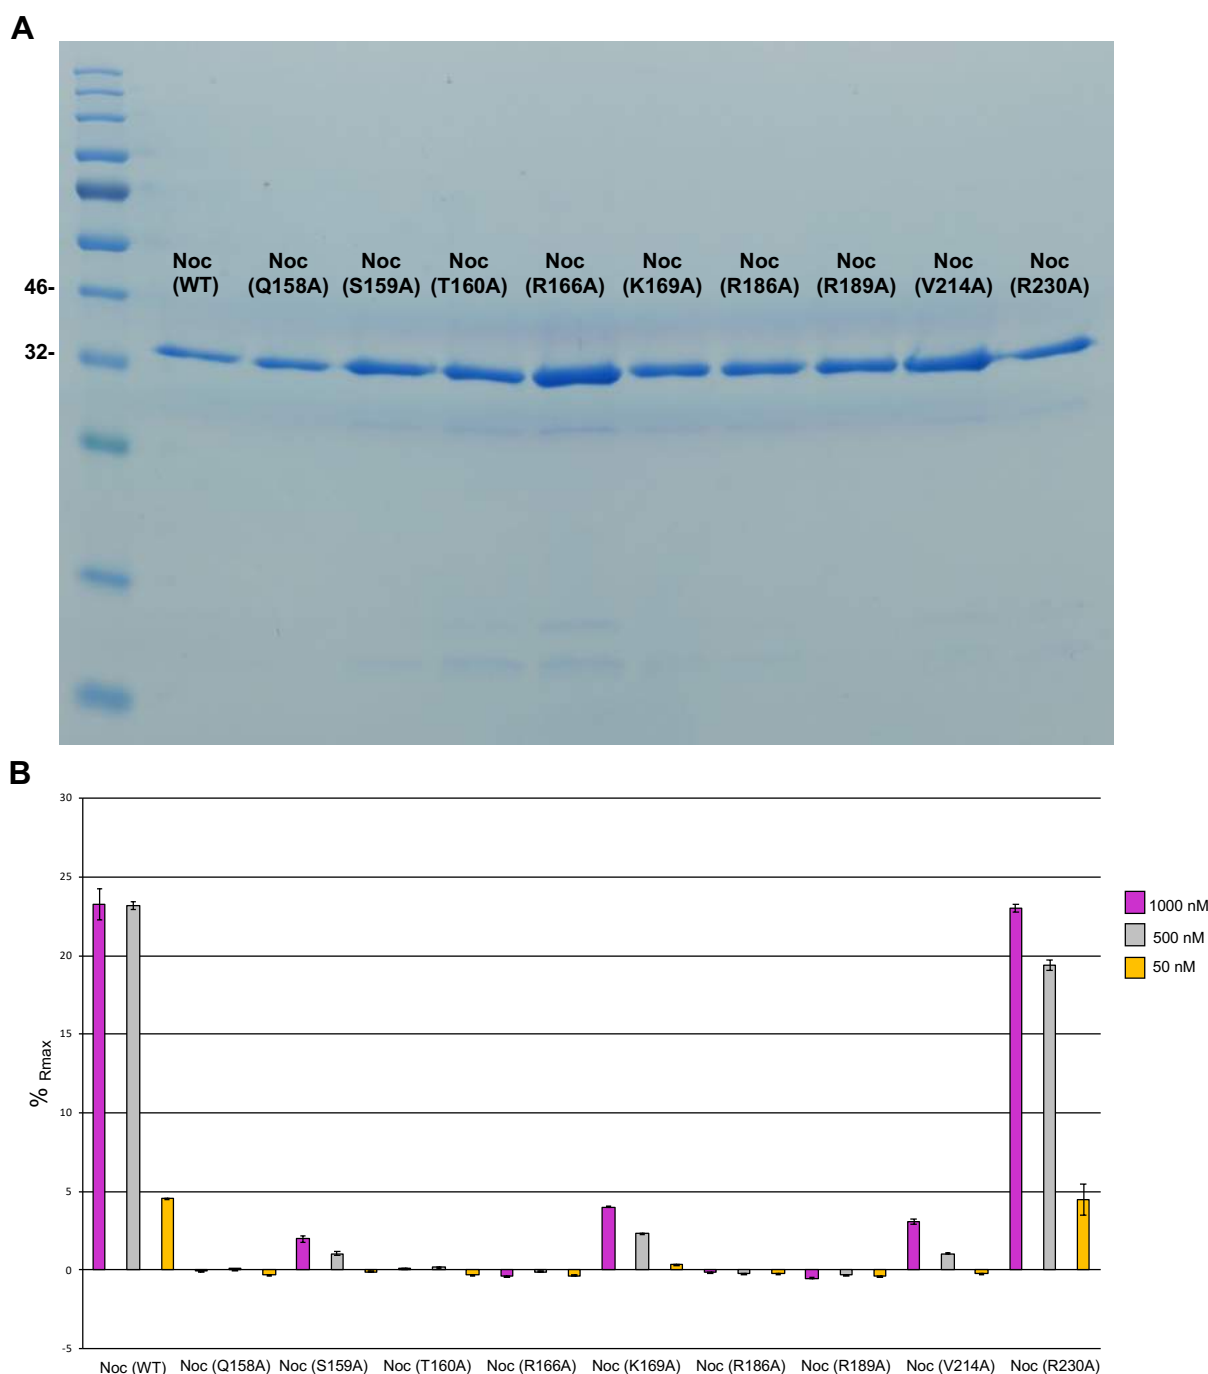 A
Noc Noc Noc Noc Noc Noc Noc Noc Noc Noc
(WT) (Q158A) (S159A) (T160A) (R166A) (K169A) (R186A) (R189A) (V214A) (R230A)
46-
32-
B
30
25
20
15
10
5
0
-5
% Rmax
1000 nM
500 nM
50 nM
Noc (WT) Noc (Q158A) Noc (S159A) Noc (T160A) Noc (R166A) Noc (K169A) Noc (R186A) Noc (R189A) Noc (V214A) Noc (R230A)